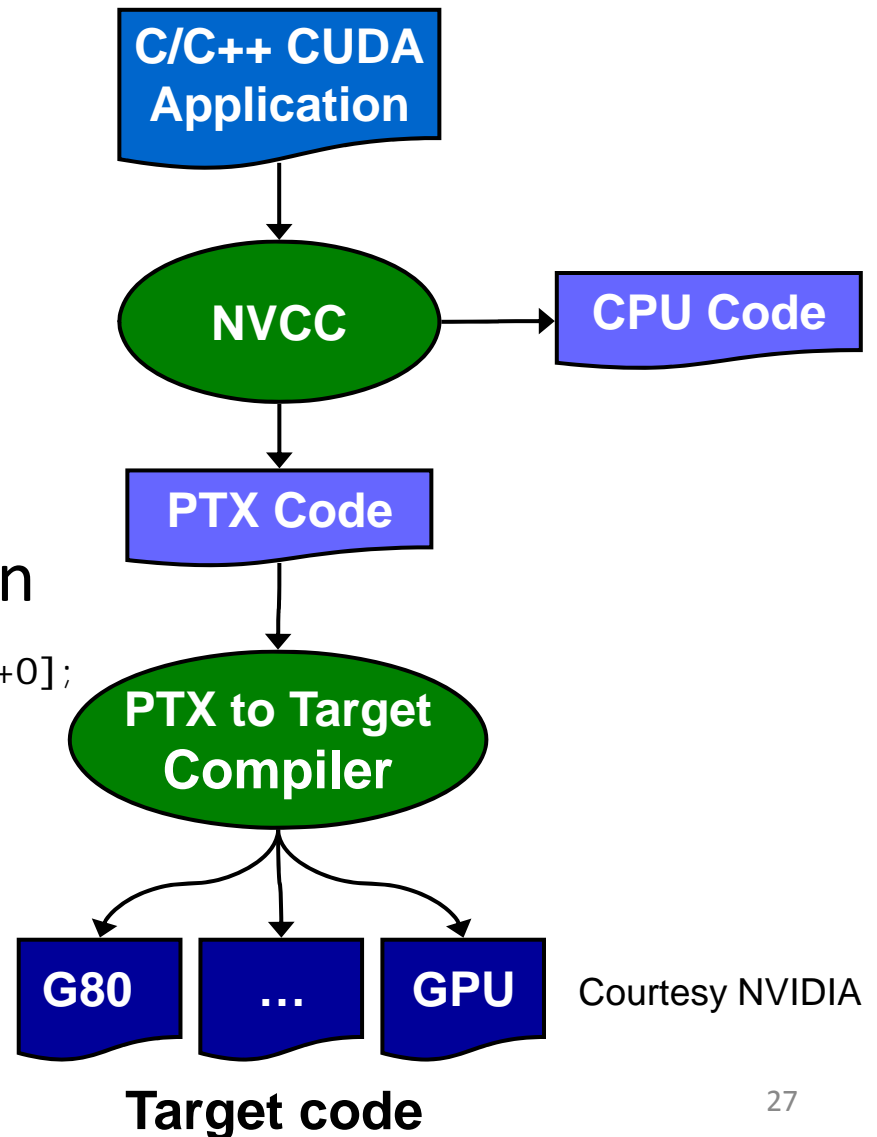 C/C++ CUDA
Application
NVCC
CPU Code
PTX Code
n
+0];
PTX to Target
Compiler
G80
...
GPU
Courtesy NVIDIA
Target code
27